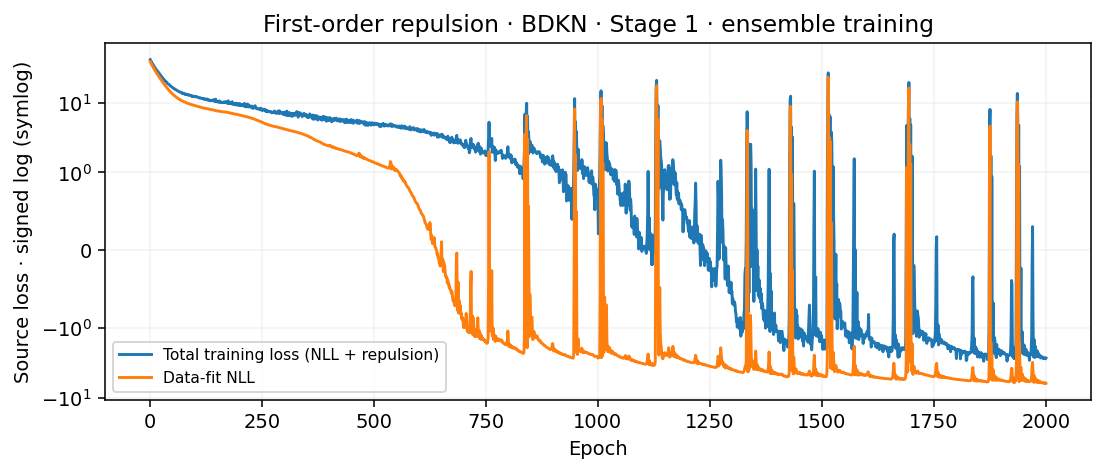 First-order repulsion · BDKN · Stage 1 · ensemble training
Source loss · signed log (symlog)
10¹
10⁰
0
−10⁰
−10¹
Total training loss (NLL + repulsion)
Data-fit NLL
0 250 500 750 1000 1250 1500 1750 2000
Epoch